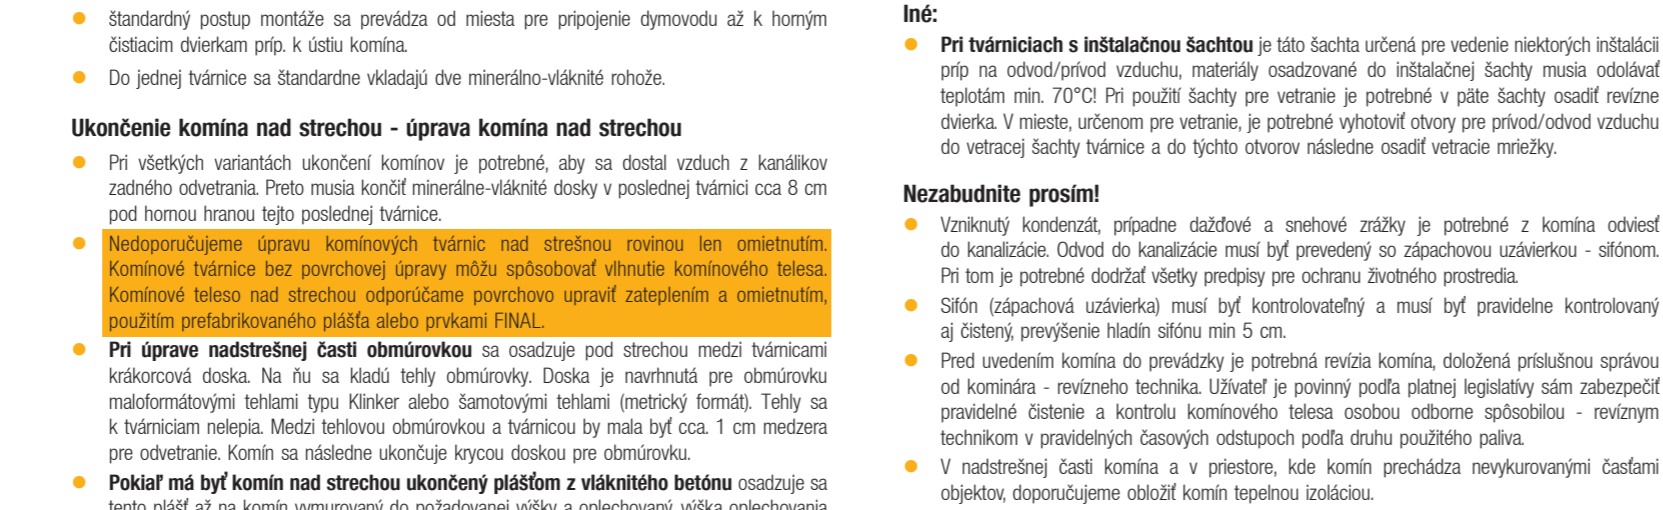 štandardný postup montáže sa prevádza od miesta pre pripojenie dymovodu až k horným
čistiacim dvierkam príp. k ústiu komína.
Do jednej tvárnice sa štandardne vkladajú dve minerálno-vláknité rohože.
Ukončenie komína nad strechou - úprava komína nad strechou
Pri všetkých variantách ukončení komínov je potrebné, aby sa dostal vzduch z kanálikov
zadného odvetrania. Preto musia končiť minerálne-vláknité dosky v poslednej tvárnici cca 8 cm
pod hornou hranou tejto poslednej tvárnice.
Nedoporučujeme úpravu komínových tvárnic nad strešnou rovinou len omietnutím.
Komínové tvárnice bez povrchovej úpravy môžu spôsobovať vlhnutie komínového telesa.
Komínové teleso nad strechou odporúčame povrchovo upraviť zateplením a omietnutím,
použitím prefabrikovaného plášťa alebo prvkami FINAL.
Pri úprave nadstrešnej časti obmúrovkou sa osadzuje pod strechou medzi tvárnicami
krákorcová doska. Na ňu sa kladú tehly obmúrovky. Doska je navrhnutá pre obmúrovku
maloformátovými tehlami typu Klinker alebo šamotovými tehlami (metrický formát). Tehly sa
k tvárniciam nelepia. Medzi tehlovou obmúrovkou a tvárnicou by mala byť cca. 1 cm medzera
pre odvetranie. Komín sa následne ukončuje krycou doskou pre obmúrovku.
Pokiaľ má byť komín nad strechou ukončený plášťom z vláknitého betónu osadzuje sa
tento plášť až na komín vymurovaný do požadovanej výšky a oplechovaný, výška oplechovania
Iné:
Pri tvárniciach s inštalačnou šachtou je táto šachta určená pre vedenie niektorých inštalácii
príp na odvod/prívod vzduchu, materiály osadzované do inštalačnej šachty musia odolávať
teplotám min. 70°C! Pri použití šachty pre vetranie je potrebné v päte šachty osadiť revízne
dvierka. V mieste, určenom pre vetranie, je potrebné vyhotoviť otvory pre prívod/odvod vzduchu
do vetracej šachty tvárnice a do týchto otvorov následne osadiť vetracie mriežky.
Nezabudnite prosím!
Vzniknutý kondenzát, prípadne dažďové a snehové zrážky je potrebné z komína odviesť
do kanalizácie. Odvod do kanalizácie musí byť prevedený so zápachovou uzávierkou - sifónom.
Pri tom je potrebné dodržať všetky predpisy pre ochranu životného prostredia.
Sifón (zápachová uzávierka) musí byť kontrolovateľný a musí byť pravidelne kontrolovaný
aj čistený, prevýšenie hladín sifónu min 5 cm.
Pred uvedením komína do prevádzky je potrebná revízia komína, doložená príslušnou správou
od kominára - revízneho technika. Užívateľ je povinný podľa platnej legislatívy sám zabezpečiť
pravidelné čistenie a kontrolu komínového telesa osobou odborne spôsobilou - revíznym
technikom v pravidelných časových odstupoch podľa druhu použitého paliva.
V nadstrešnej časti komína a v priestore, kde komín prechádza nevykurovanými časťami
objektov, doporučujeme obložiť komín tepelnou izoláciou.